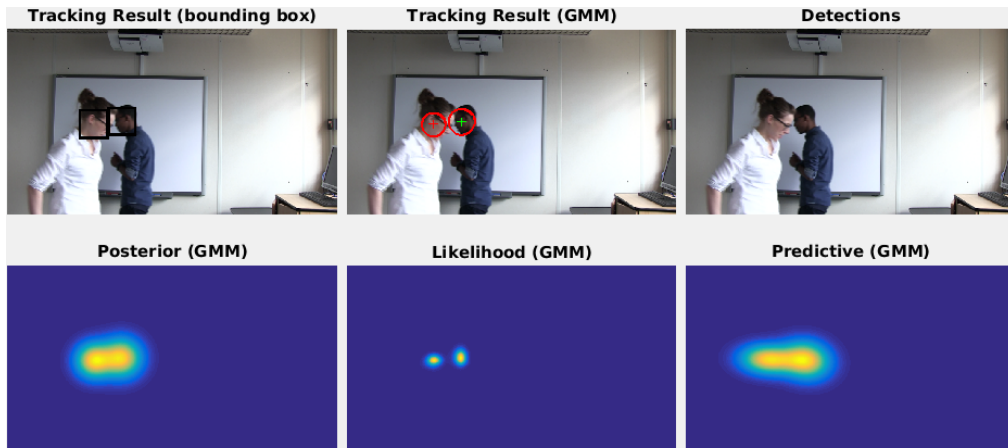 Tracking Result (bounding box)
Tracking Result (GMM)
Detections
Posterior (GMM)
Likelihood (GMM)
Predictive (GMM)